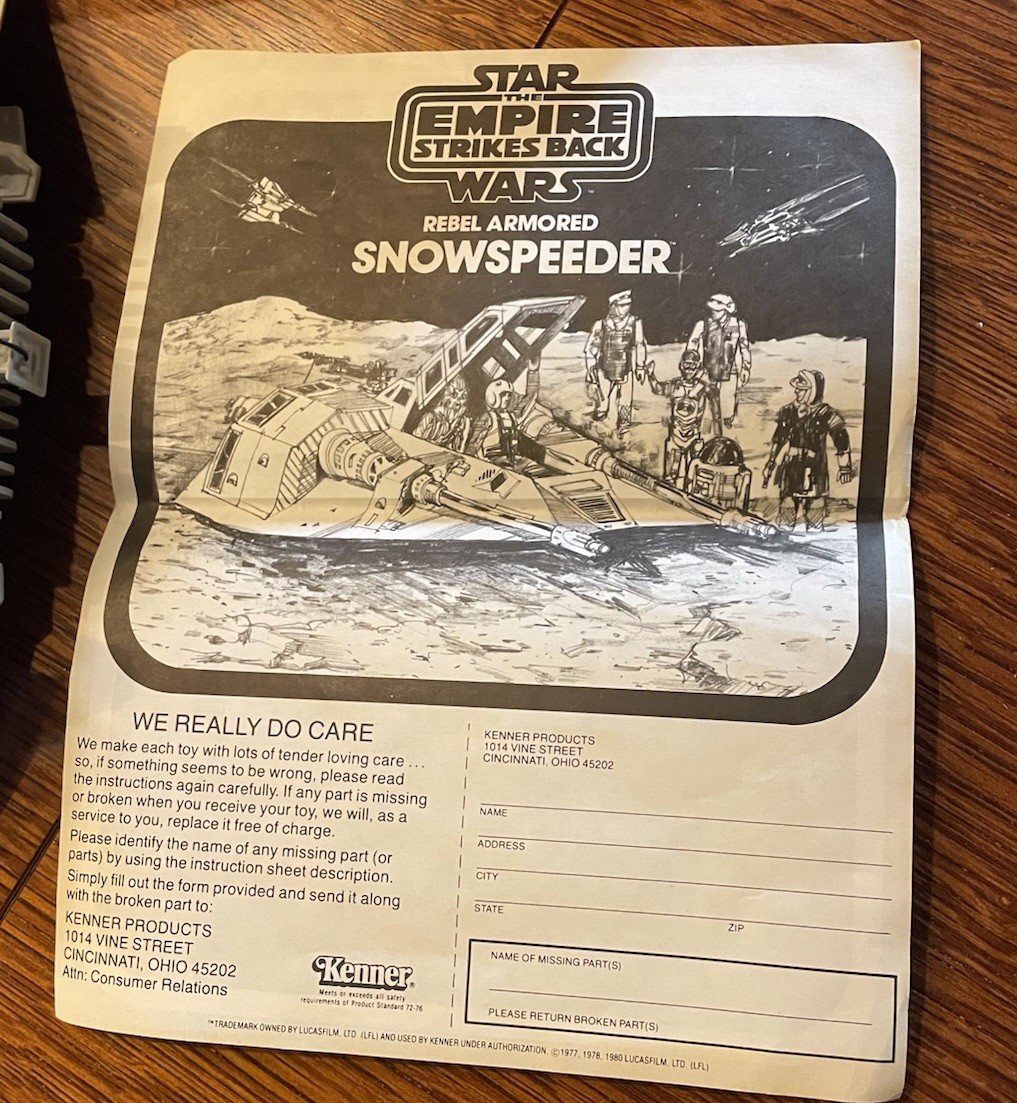 STAR
THE
EMPIRE
STRIKES BACK
WARS
REBEL ARMORED
SNOWSPEEDER™
WE REALLY DO CARE
We make each toy with lots of tender loving care ...
so, if something seems to be wrong, please read
the instructions again carefully. If any part is missing
or broken when you receive your toy, we will, as a
service to you, replace it free of charge.
Please identify the name of any missing part (or
parts) by using the instruction sheet description.
Simply fill out the form provided and send it along
with the broken part to:
KENNER PRODUCTS
1014 VINE STREET
CINCINNATI, OHIO 45202
Attn: Consumer Relations
Kenner®
Meets or exceeds all safety
requirements of Product Standard 72-76
KENNER PRODUCTS
1014 VINE STREET
CINCINNATI, OHIO 45202
NAME
ADDRESS
CITY
STATE
ZIP
NAME OF MISSING PART(S)
PLEASE RETURN BROKEN PART(S)
™TRADEMARK OWNED BY LUCASFILM, LTD. (LFL) AND USED BY KENNER UNDER AUTHORIZATION. ©1977, 1978, 1980 LUCASFILM, LTD. (LFL)